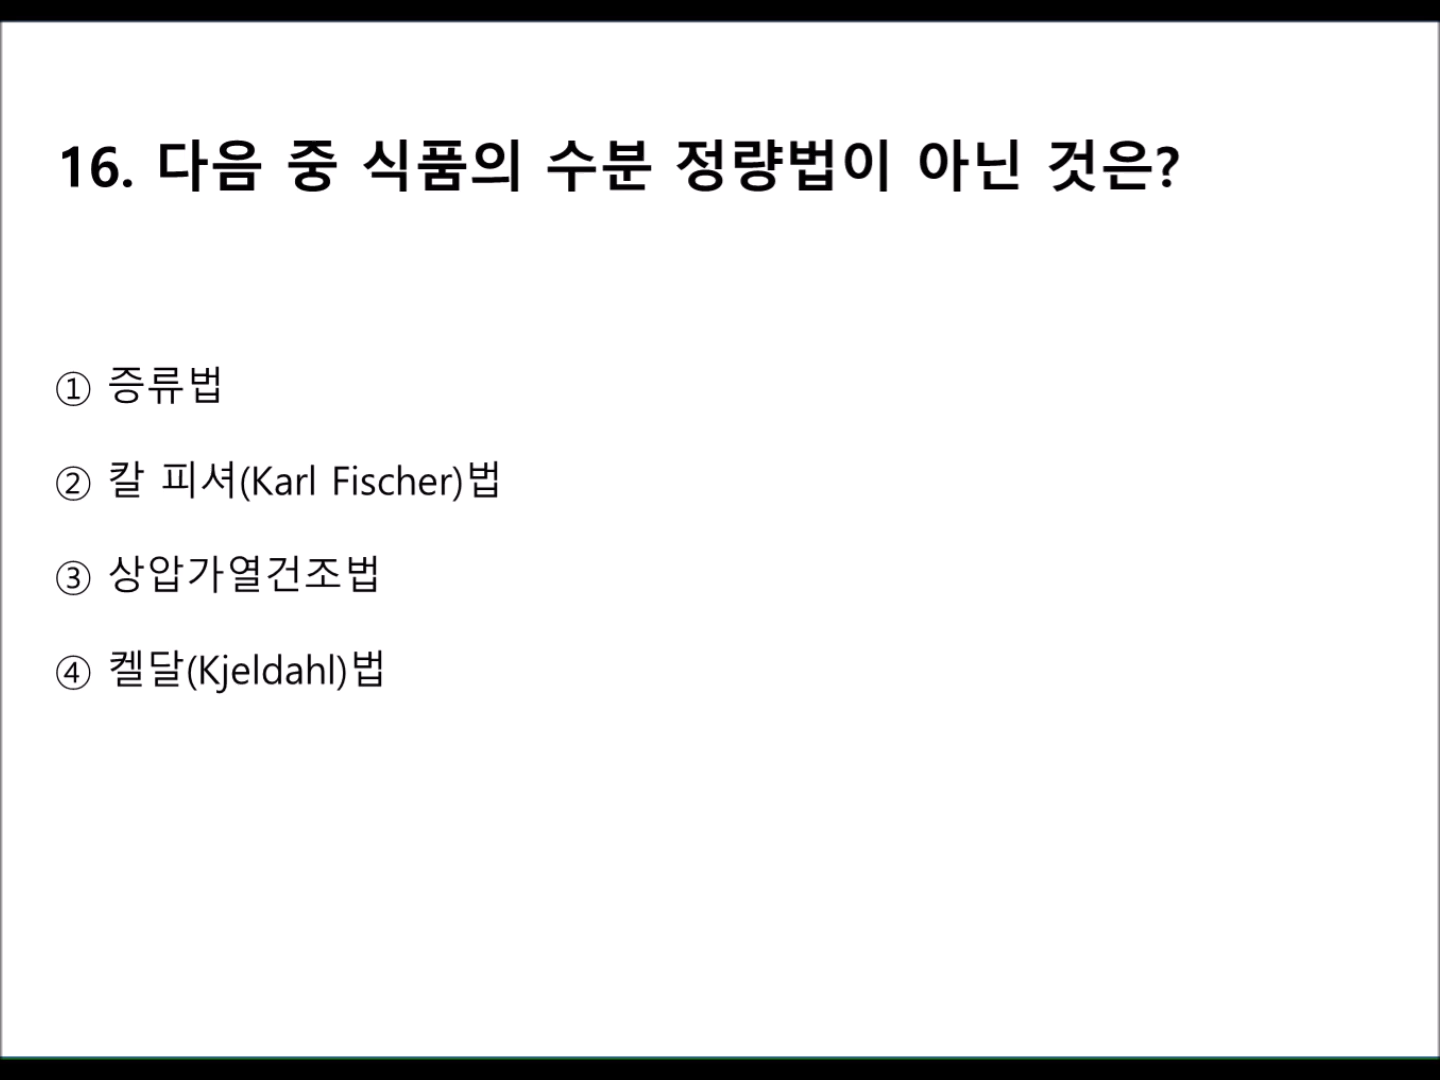 16. 다음 중 식품의 수분 정량법이 아닌 것은?
① 증류법
② 칼 피셔(Karl Fischer)법
③ 상압가열건조법
④ 켈달(Kjeldahl)법